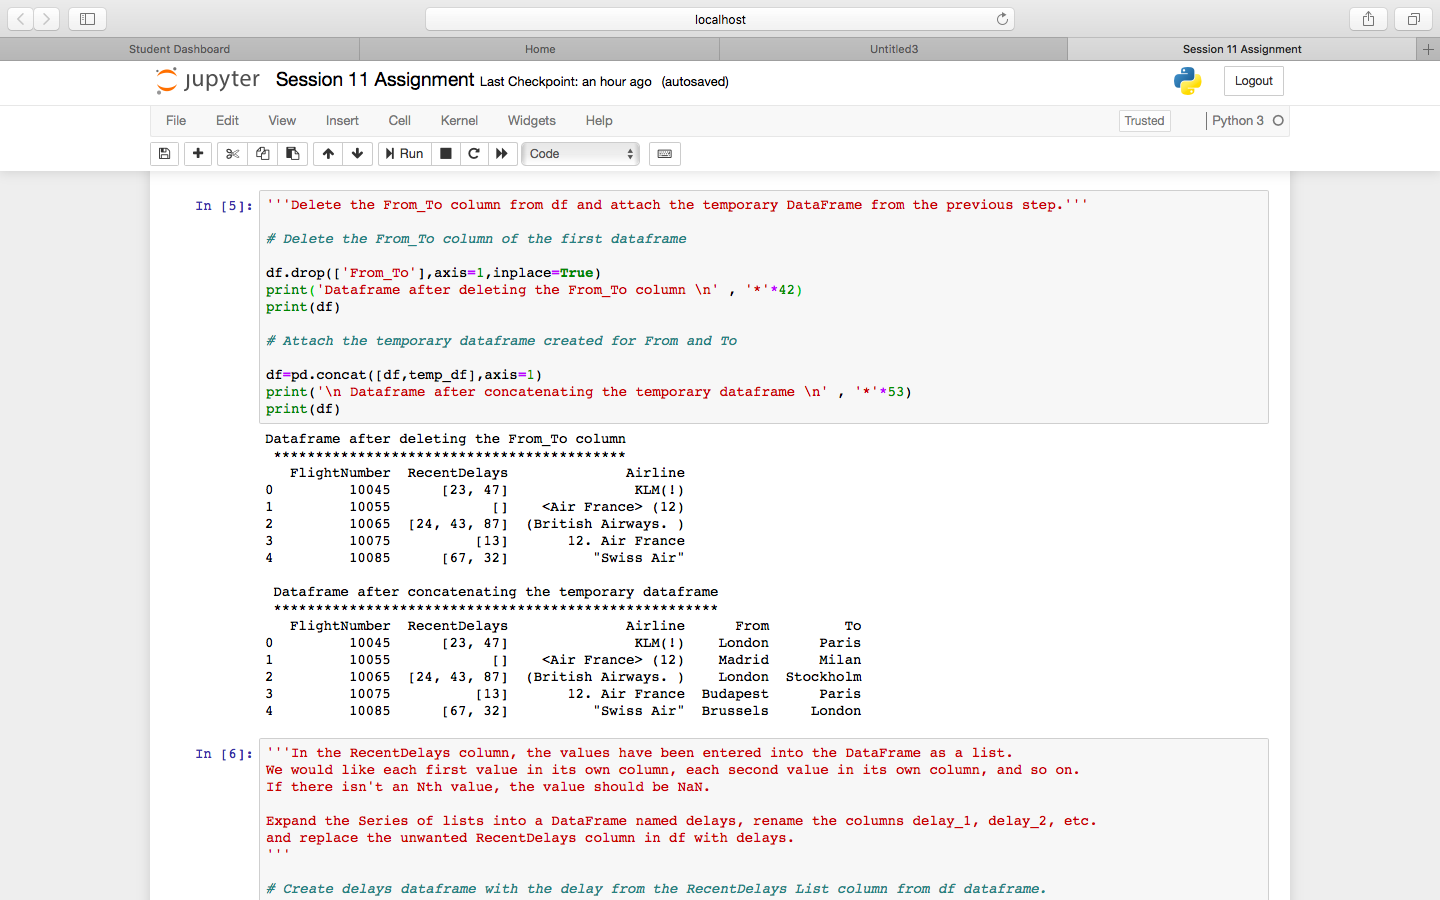 localhost
Student Dashboard
Home
Untitled3
Session 11 Assignment
jupyter Session 11 Assignment Last Checkpoint: an hour ago (autosaved)
Logout
File Edit View Insert Cell Kernel Widgets Help
Trusted
Python 3
Run
Code
In [5]:
'''Delete the From_To column from df and attach the temporary DataFrame from the previous step.'''
# Delete the From_To column of the first dataframe
df.drop(['From_To'],axis=1,inplace=True)
print('Dataframe after deleting the From_To column \n' , '*'*42)
print(df)
# Attach the temporary dataframe created for From and To
df=pd.concat([df,temp_df],axis=1)
print('\n Dataframe after concatenating the temporary dataframe \n' , '*'*53)
print(df)
Dataframe after deleting the From_To column
******************************************
FlightNumber RecentDelays Airline
0 10045 [23, 47] KLM(!)
1 10055 [] <Air France> (12)
2 10065 [24, 43, 87] (British Airways. )
3 10075 [13] 12. Air France
4 10085 [67, 32] "Swiss Air"
Dataframe after concatenating the temporary dataframe
*****************************************************
FlightNumber RecentDelays Airline From To
0 10045 [23, 47] KLM(!) London Paris
1 10055 [] <Air France> (12) Madrid Milan
2 10065 [24, 43, 87] (British Airways. ) London Stockholm
3 10075 [13] 12. Air France Budapest Paris
4 10085 [67, 32] "Swiss Air" Brussels London
In [6]:
'''In the RecentDelays column, the values have been entered into the DataFrame as a list.
We would like each first value in its own column, each second value in its own column, and so on.
If there isn't an Nth value, the value should be NaN.
Expand the Series of lists into a DataFrame named delays, rename the columns delay_1, delay_2, etc.
and replace the unwanted RecentDelays column in df with delays.
'''
# Create delays dataframe with the delay from the RecentDelays List column from df dataframe.